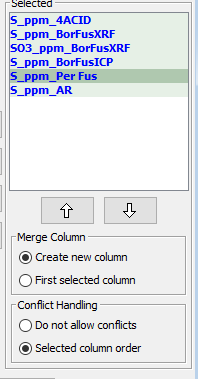 Selected
S_ppm_4ACID
S_ppm_BorFusXRF
SO3_ppm_BorFusXRF
S_ppm_BorFusICP
S_ppm_Per Fus
S_ppm_AR
Merge Column
Create new column
First selected column
Conflict Handling
Do not allow conflicts
Selected column order